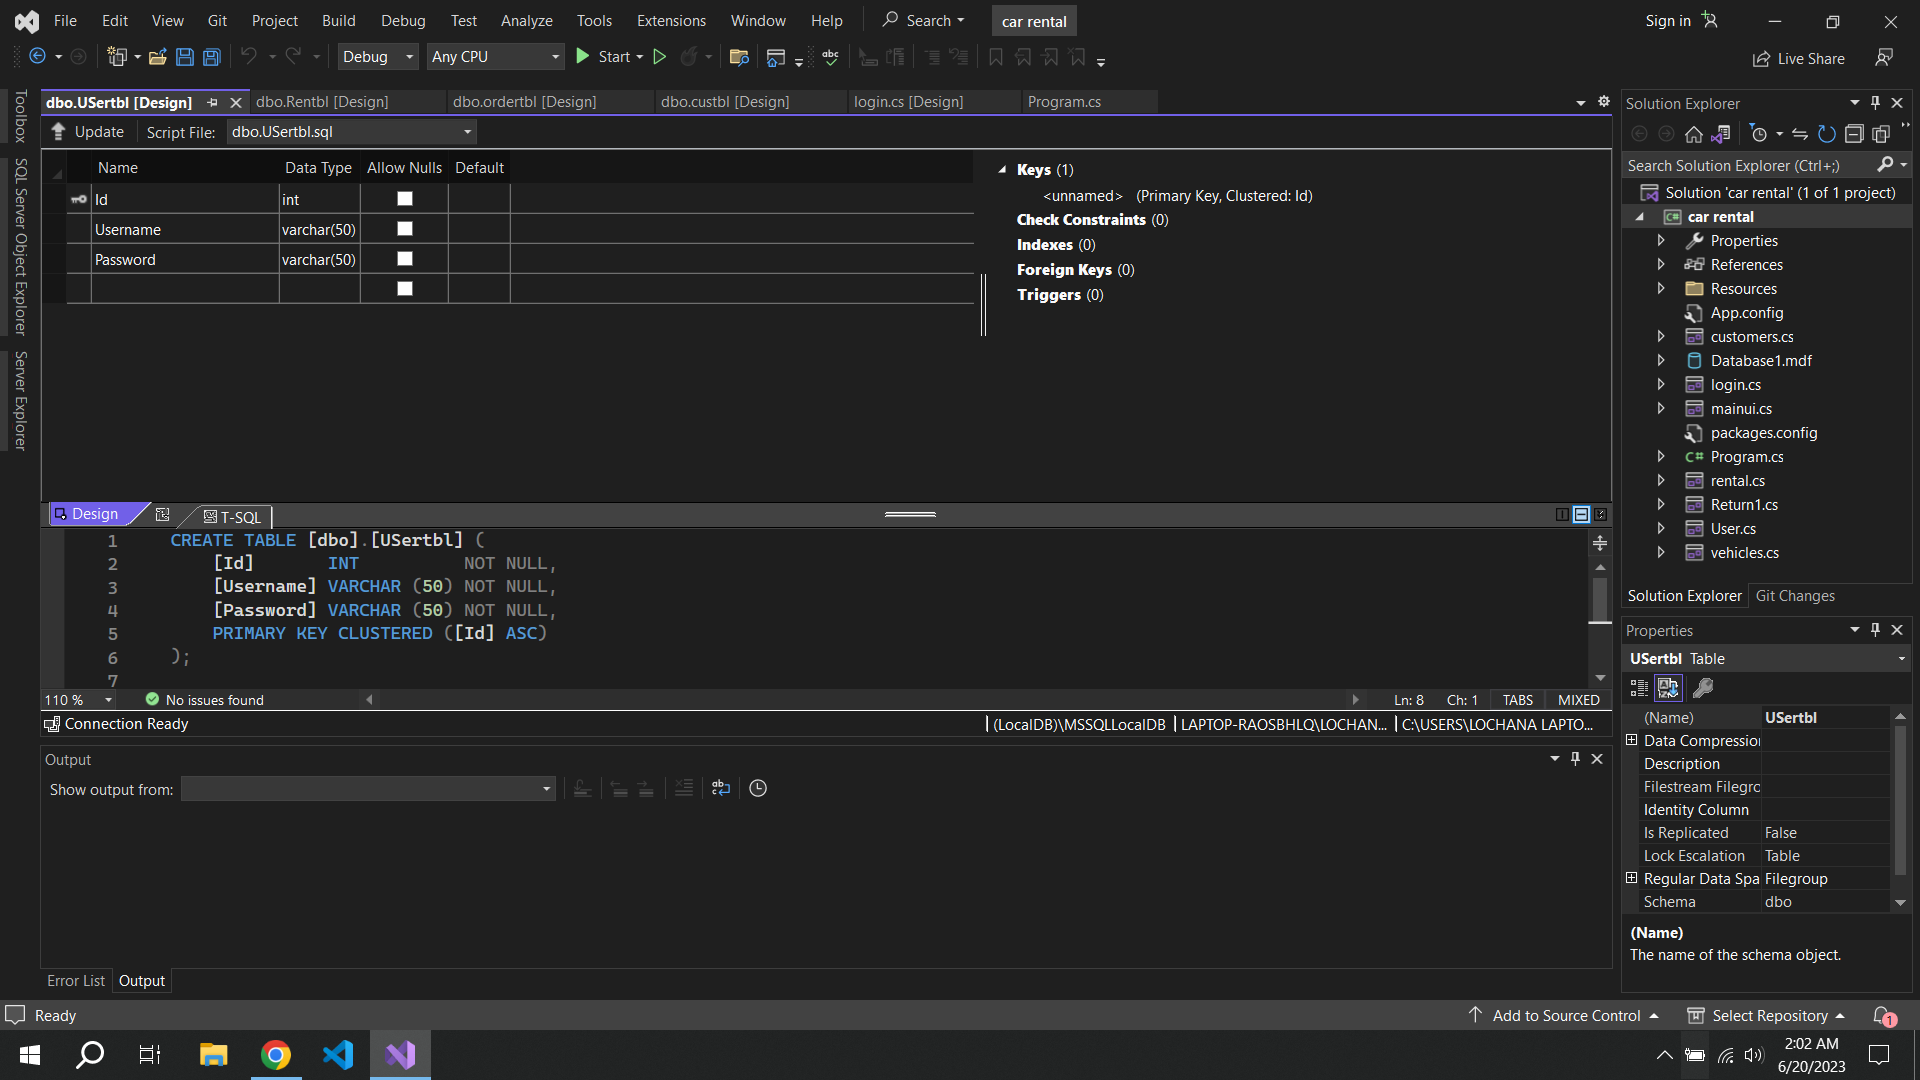 File Edit View Git Project Build Debug Test Analyze Tools Extensions Window Help Search car rental Sign in
Debug Any CPU Start Live Share
dbo.USertbl [Design] dbo.Rentbl [Design] dbo.ordertbl [Design] dbo.custbl [Design] login.cs [Design] Program.cs
Update Script File: dbo.USertbl.sql
Toolbox
SQL Server Object Explorer
Server Explorer
Name Data Type Allow Nulls Default
Id int
Username varchar(50)
Password varchar(50)
Keys (1)
<unnamed> (Primary Key, Clustered: Id)
Check Constraints (0)
Indexes (0)
Foreign Keys (0)
Triggers (0)
Design T-SQL
1 CREATE TABLE [dbo].[USertbl] (
2 [Id] INT NOT NULL,
3 [Username] VARCHAR (50) NOT NULL,
4 [Password] VARCHAR (50) NOT NULL,
5 PRIMARY KEY CLUSTERED ([Id] ASC)
6 );
7
110 % No issues found Ln: 8 Ch: 1 TABS MIXED
Connection Ready (LocalDB)\MSSQLLocalDB LAPTOP-RAOSBHLQ\LOCHAN... C:\USERS\LOCHANA LAPTO...
Output
Show output from:
Error List Output
Solution Explorer
Search Solution Explorer (Ctrl+;)
Solution 'car rental' (1 of 1 project)
C# car rental
Properties
References
Resources
App.config
customers.cs
Database1.mdf
login.cs
mainui.cs
packages.config
C# Program.cs
rental.cs
Return1.cs
User.cs
vehicles.cs
Solution Explorer Git Changes
Properties
USertbl Table
(Name) USertbl
Data Compression
Description
Filestream Filegro
Identity Column
Is Replicated False
Lock Escalation Table
Regular Data Spa Filegroup
Schema dbo
(Name)
The name of the schema object.
Ready Add to Source Control Select Repository 1
2:02 AM
6/20/2023